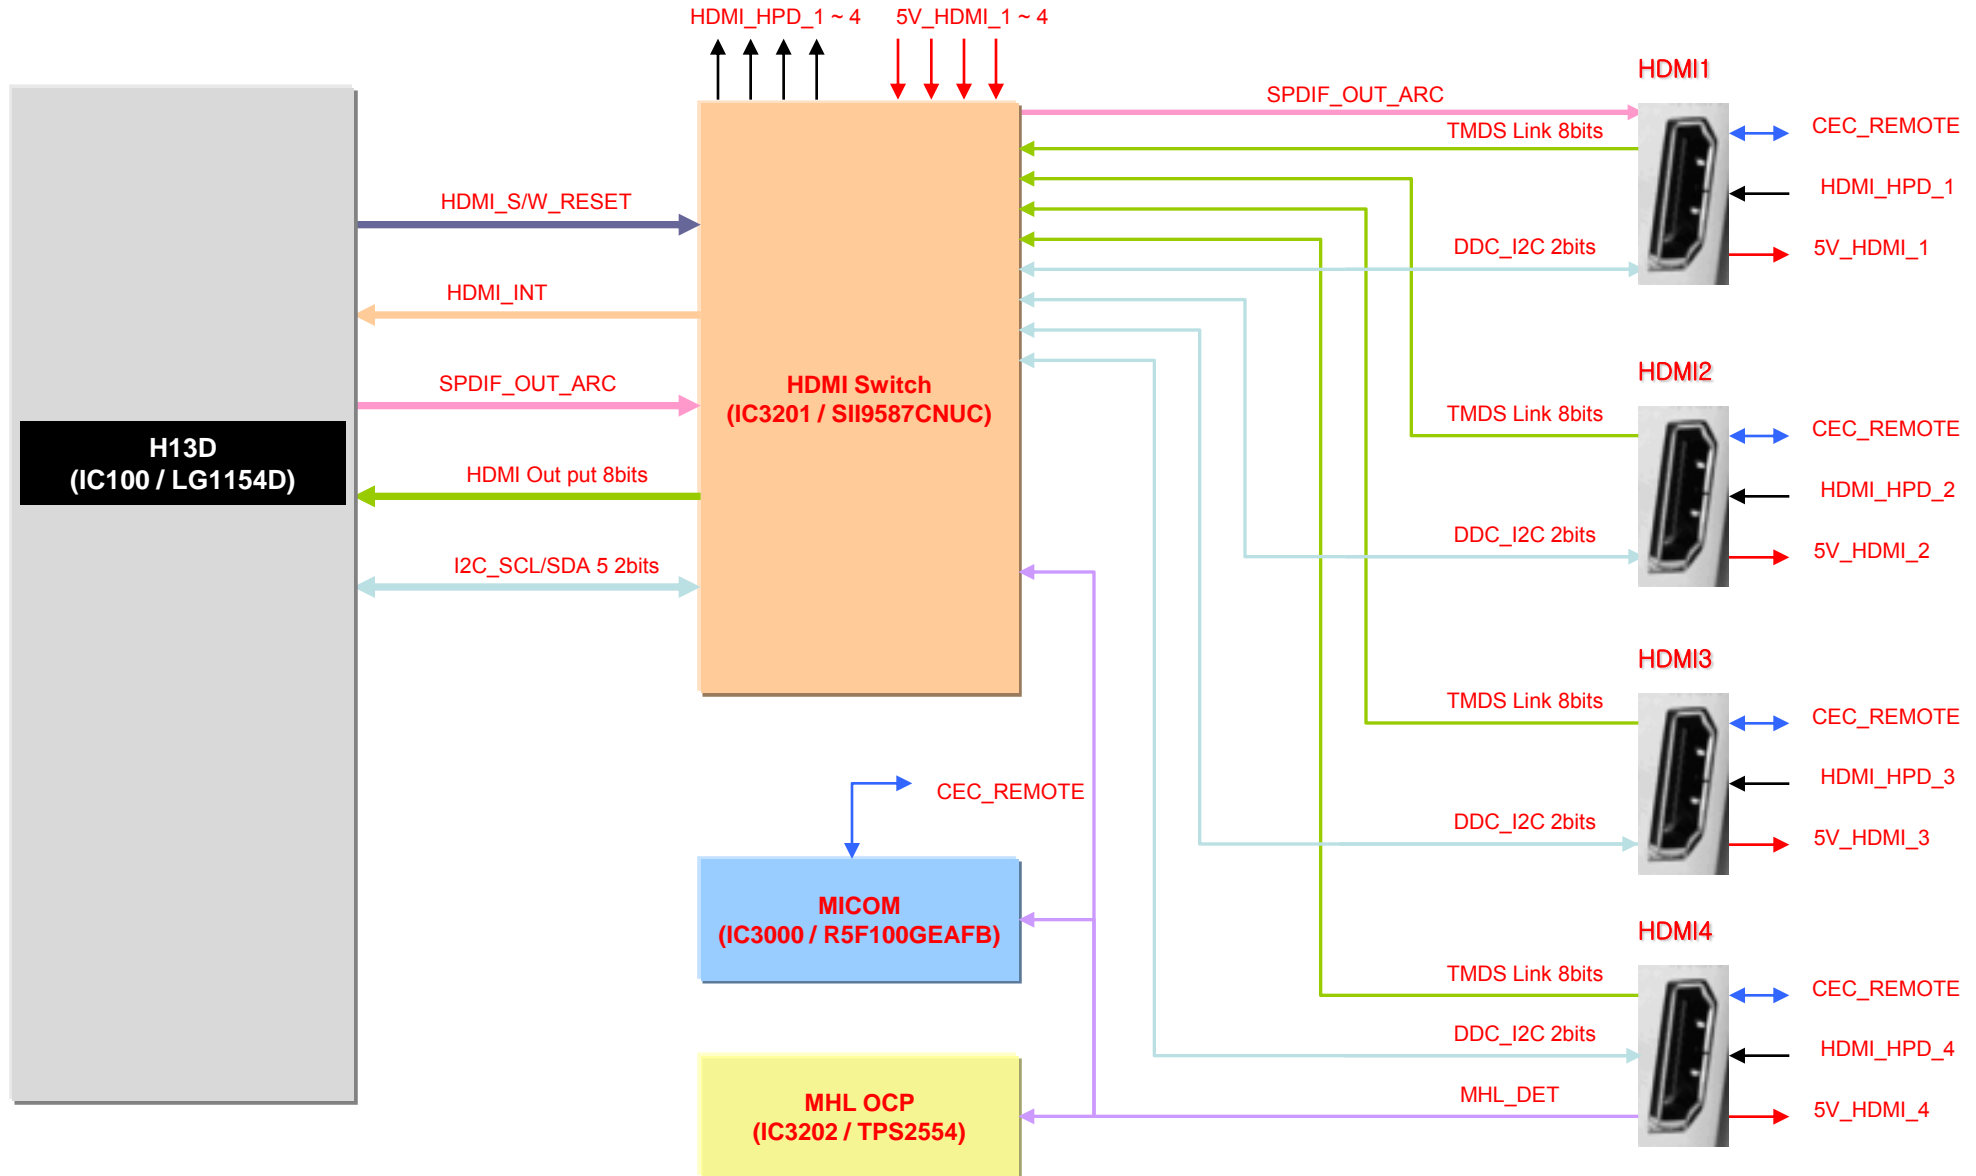 HDMI_HPD_1 ~ 4
5V_HDMI_1 ~ 4
HDMI1
SPDIF_OUT_ARC
TMDS Link 8bits
CEC_REMOTE
HDMI_HPD_1
HDMI_S/W_RESET
DDC_I2C 2bits
5V_HDMI_1
HDMI_INT
HDMI2
SPDIF_OUT_ARC
HDMI Switch
(IC3201 / SII9587CNUC)
TMDS Link 8bits
CEC_REMOTE
H13D
(IC100 / LG1154D)
HDMI Out put 8bits
HDMI_HPD_2
DDC_I2C 2bits
5V_HDMI_2
I2C_SCL/SDA 5 2bits
HDMI3
TMDS Link 8bits
CEC_REMOTE
CEC_REMOTE
HDMI_HPD_3
DDC_I2C 2bits
5V_HDMI_3
MICOM
(IC3000 / R5F100GEAFB)
HDMI4
TMDS Link 8bits
CEC_REMOTE
DDC_I2C 2bits
HDMI_HPD_4
MHL OCP
(IC3202 / TPS2554)
MHL_DET
5V_HDMI_4